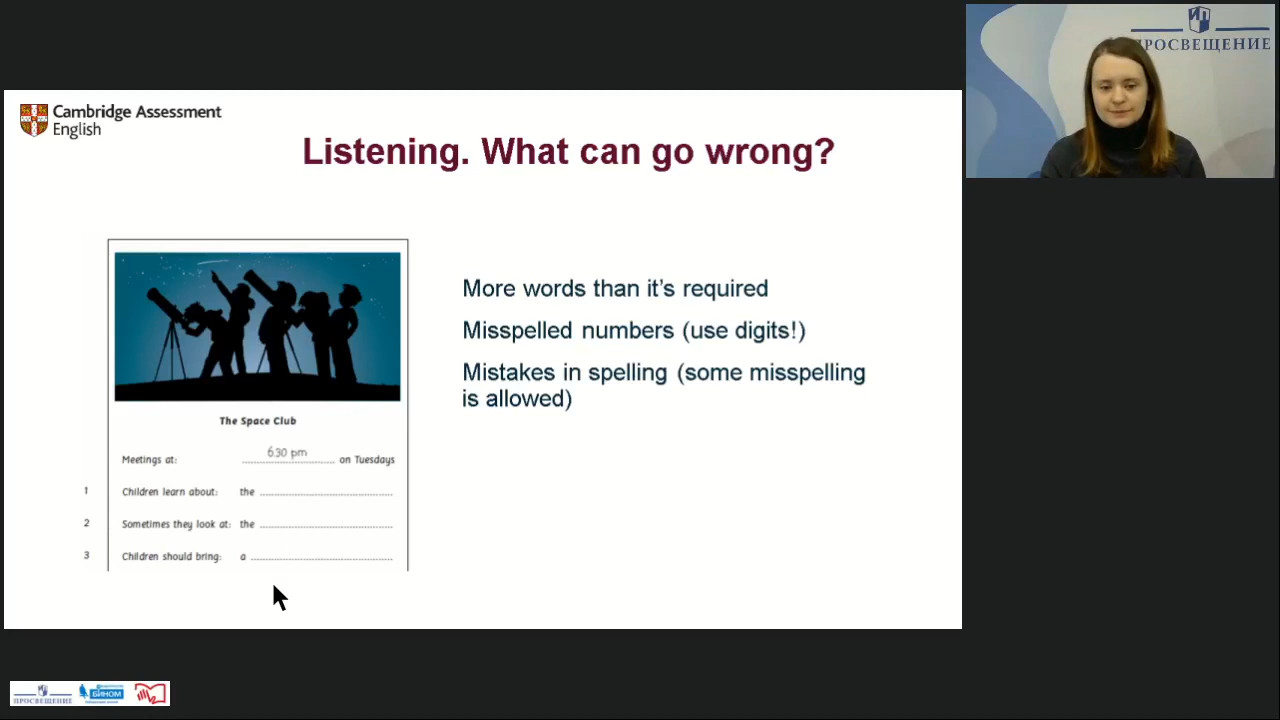 Cambridge Assessment
English
Listening. What can go wrong?
ПРОСВЕЩЕНИЕ
More words than it's required
Misspelled numbers (use digits!)
Mistakes in spelling (some misspelling
is allowed)
The Space Club
Meetings at: 6.30 pm on Tuesdays
1 Children learn about: the
2 Sometimes they look at: the
3 Children should bring: a
ПРОСВЕЩЕНИЕ
БИНОМ